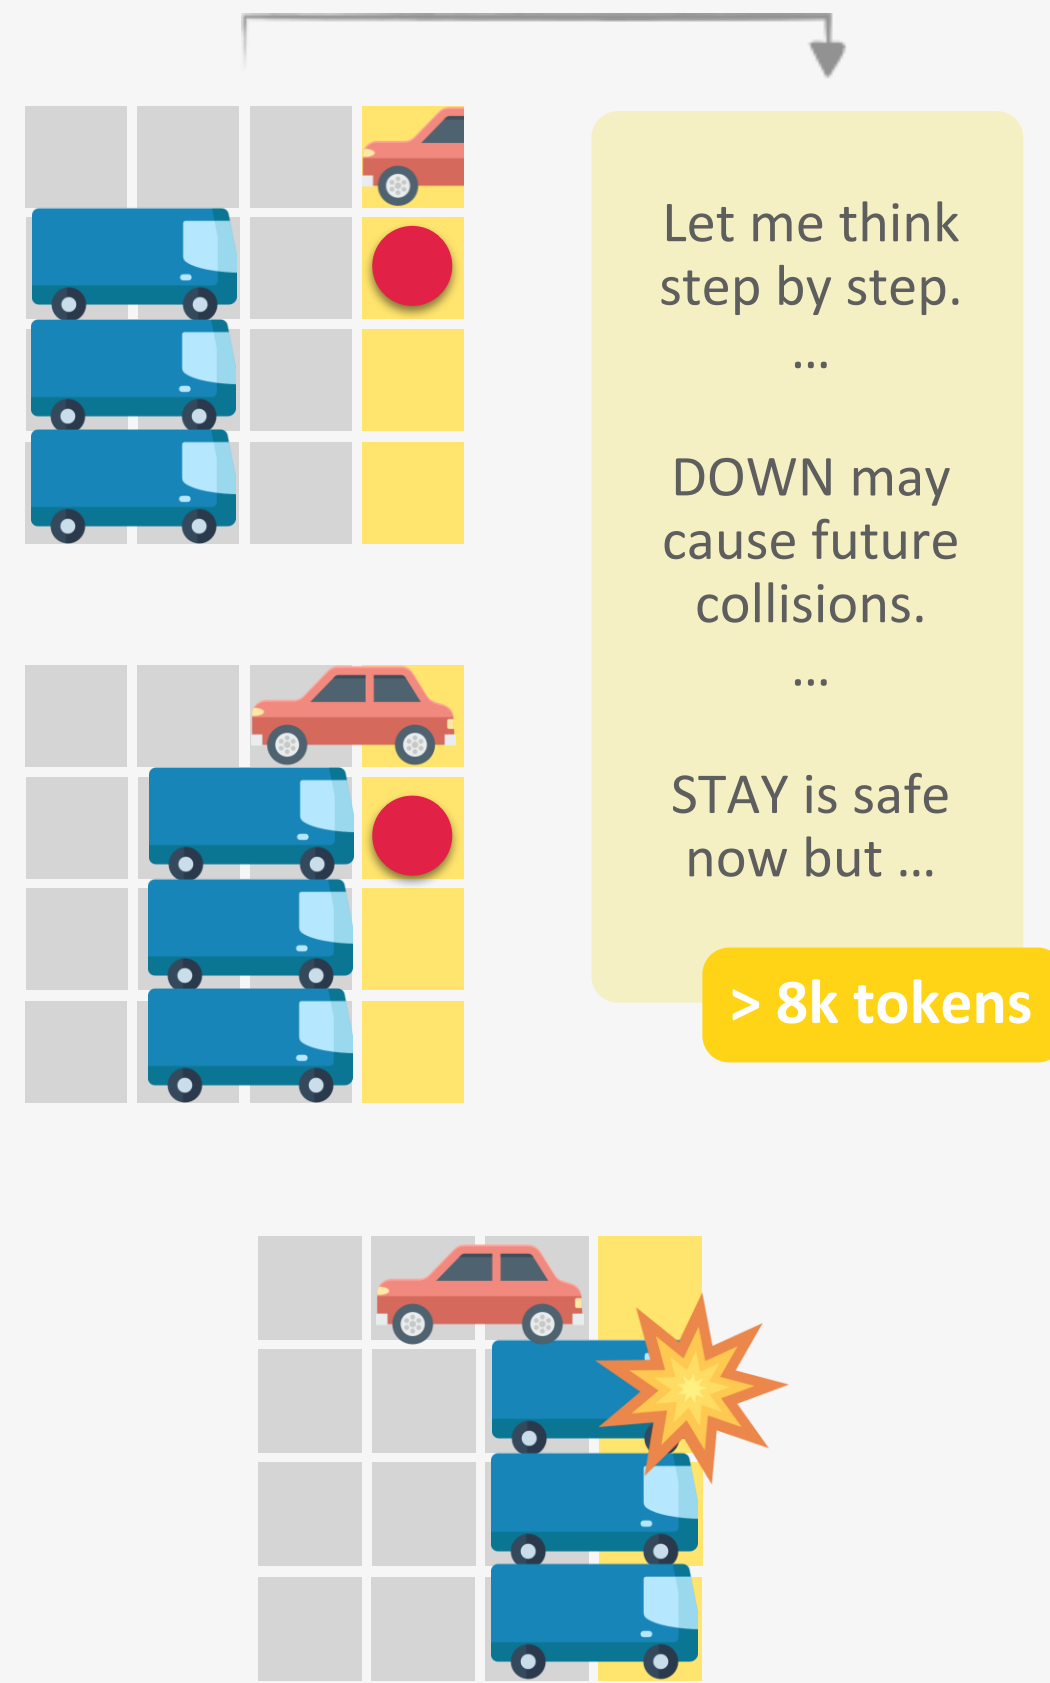 Let me think
step by step.
...
DOWN may
cause future
collisions.
...
STAY is safe
now but ...
> 8k tokens